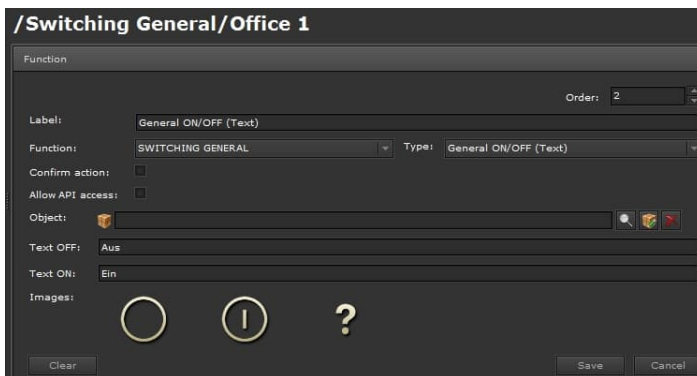 /Switching General/Office 1
Function
Order: 2
Label: General ON/OFF (Text)
Function: SWITCHING GENERAL Type: General ON/OFF (Text)
Confirm action:
Allow API access:
Object:
Text OFF: Aus
Text ON: Ein
Images:
?
Clear Save Cancel